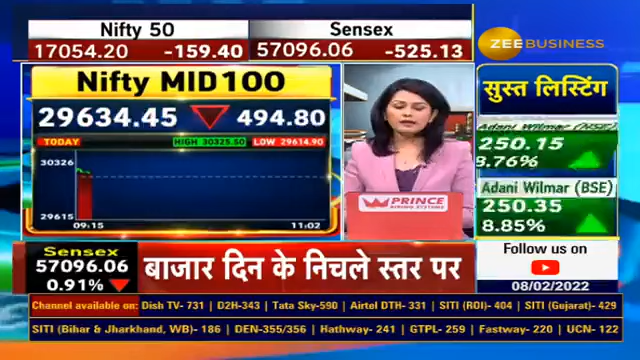 Nifty 50
17054.20 -159.40
Sensex
57096.06 -525.13
ZEE BUSINESS
Nifty MID100
29634.45 494.80
TODAY HIGH 30325.50 LOW 29614.90
30326
29615
09:15 11:02
PRINCE
PIPING SYSTEMS
सुस्त लिस्टिंग
Adani Wilmar (NSE)
250.15
8.76%
Adani Wilmar (BSE)
250.35
8.85%
Sensex
57096.06
0.91%
बाजार दिन के निचले स्तर पर
Follow us on
08/02/2022
Channel available on: Dish TV- 731 | D2H-343 | Tata Sky-590 | Airtel DTH- 331 | SITI (ROI)- 404 | SITI (Gujarat)- 429
SITI (Bihar & Jharkhand, WB)- 186 | DEN-355/356 | Hathway- 241 | GTPL- 259 | Fastway- 220 | UCN- 122